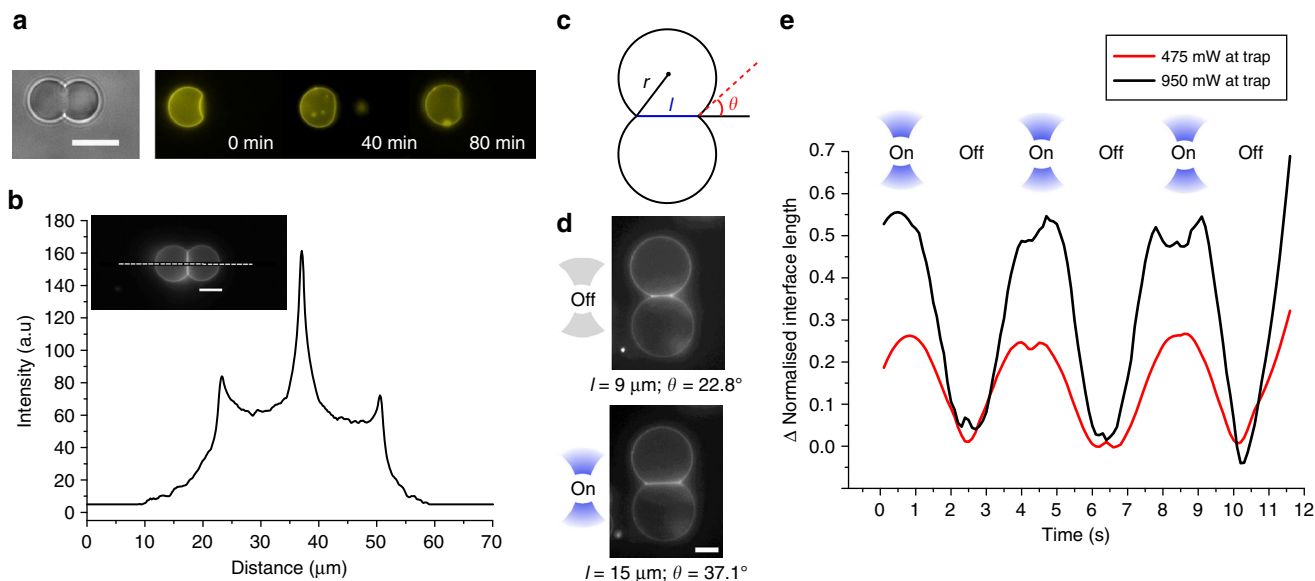 a
0 min
40 min
80 min
b
180
160
140
120
100
80
60
40
20
0
Intensity (a.u)
0 10 20 30 40 50 60 70
Distance (μm)
c
r
l
θ
d
Off
l = 9 μm; θ = 22.8°
On
l = 15 μm; θ = 37.1°
e
475 mW at trap
950 mW at trap
On Off On Off On Off
0.7
0.6
0.5
0.4
0.3
0.2
0.1
0.0
Δ Normalised interface length
0 1 2 3 4 5 6 7 8 9 10 11 12
Time (s)